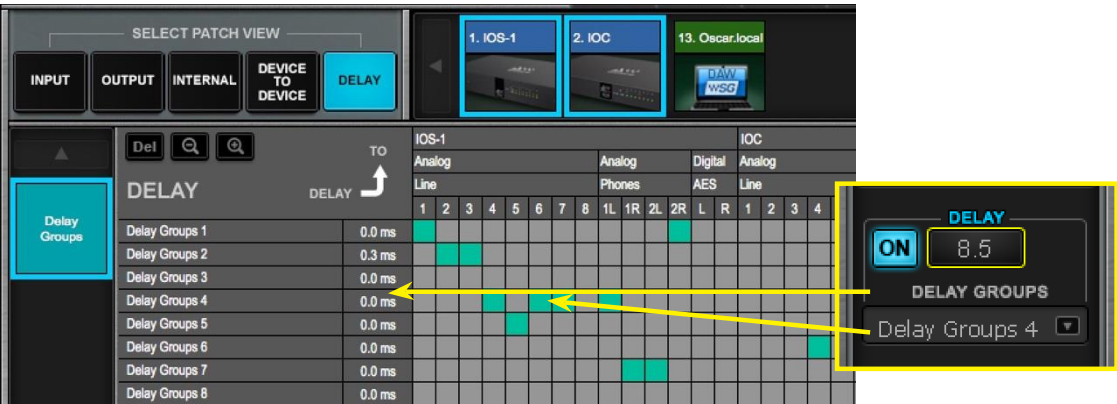 SELECT PATCH VIEW
INPUT
OUTPUT
INTERNAL
DEVICE
TO
DEVICE
DELAY
1. IOS-1
2. IOC
13. Oscar.local
DAW
WSG
Del
TO
DELAY
DELAY
Delay
Groups
IOS-1 IOC
Analog Analog Digital Analog
Line Phones AES Line
1 2 3 4 5 6 7 8 1L 1R 2L 2R L R 1 2 3 4
Delay Groups 1 0.0 ms
Delay Groups 2 0.3 ms
Delay Groups 3 0.0 ms
Delay Groups 4 0.0 ms
Delay Groups 5 0.0 ms
Delay Groups 6 0.0 ms
Delay Groups 7 0.0 ms
Delay Groups 8 0.0 ms
DELAY
ON 8.5
DELAY GROUPS
Delay Groups 4